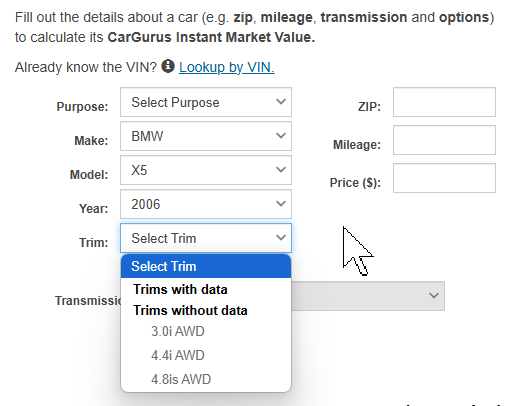 Fill out the details about a car (e.g. zip, mileage, transmission and options)
to calculate its CarGurus Instant Market Value.
Already know the VIN? i Lookup by VIN.
Purpose: Select Purpose ZIP:
Make: BMW Mileage:
Model: X5 Price ($):
Year: 2006
Trim: Select Trim
Select Trim
Trims with data
Trims without data
Transmissi
3.0i AWD
4.4i AWD
4.8is AWD